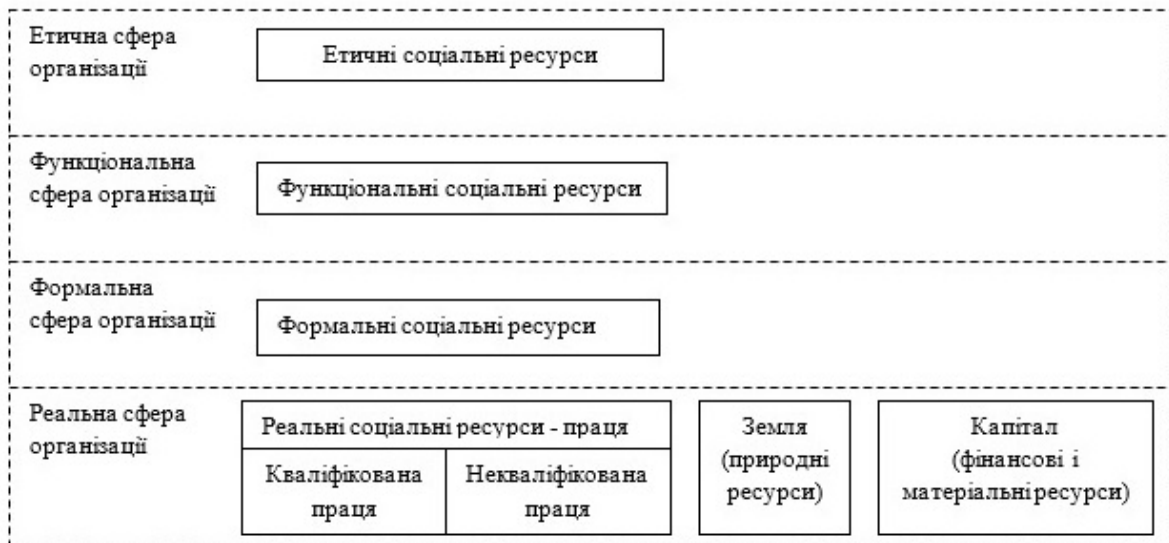 Етична сфера
організації
Етичні соціальні ресурси
Функціональна
сфера організації
Функціональні соціальні ресурси
Формальна
сфера організації
Формальні соціальні ресурси
Реальна сфера
організації
Реальні соціальні ресурси - праця
Кваліфікована
праця
Некваліфікована
праця
Земля
(природні
ресурси)
Капітал
(фінансові і
матеріальні ресурси)